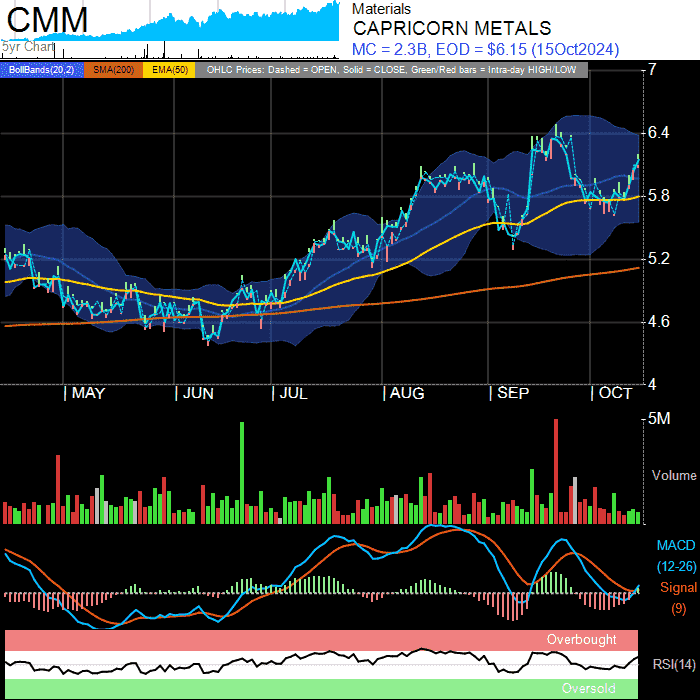 CMM
5yr Chart
Materials
CAPRICORN METALS
MC = 2.3B, EOD = $6.15 (15Oct2024)
BollBands(20,2) SMA(200) EMA(50) OHLC Prices: Dashed = OPEN, Solid = CLOSE, Green/Red bars = Intra-day HIGH/LOW
7
6.4
5.8
5.2
4.6
4
| MAY | JUN | JUL | AUG | SEP | OCT
5M
Volume
MACD
(12-26)
Signal
(9)
Overbought
RSI(14)
Oversold